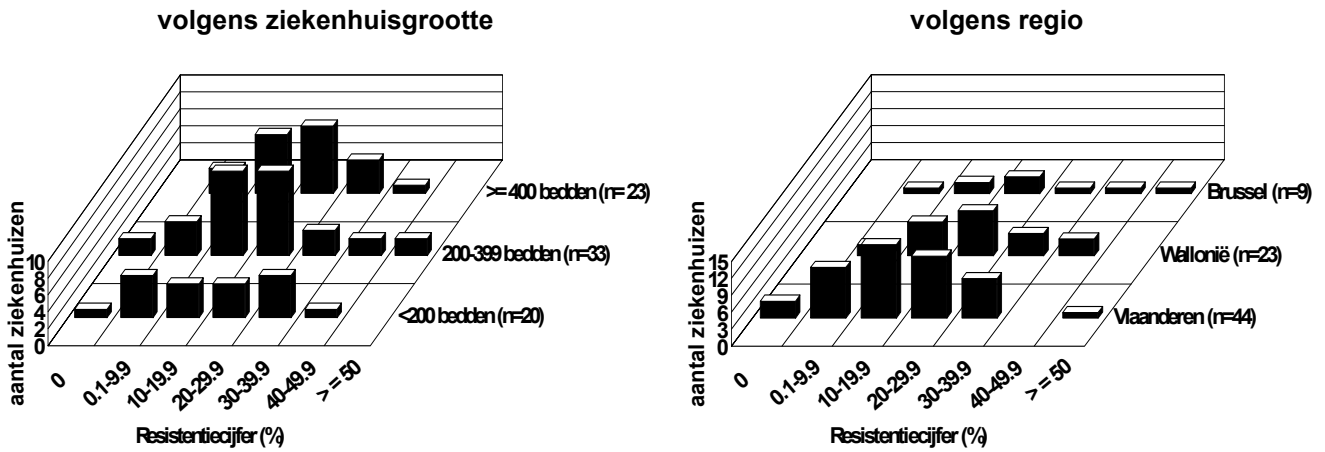 volgens ziekenhuisgrootte
aantal ziekenhuizen
10
8
6
4
2
0
>= 400 bedden (n= 23)
200-399 bedden (n=33)
<200 bedden (n=20)
0
0.1-9.9
10-19.9
20-29.9
30-39.9
40-49.9
> = 50
Resistentiecijfer (%)
volgens regio
aantal ziekenhuizen
15
12
9
6
3
0
Brussel (n=9)
Wallonië (n=23)
Vlaanderen (n=44)
0
0.1-9.9
10-19.9
20-29.9
30-39.9
40-49.9
> = 50
Resistentiecijfer (%)